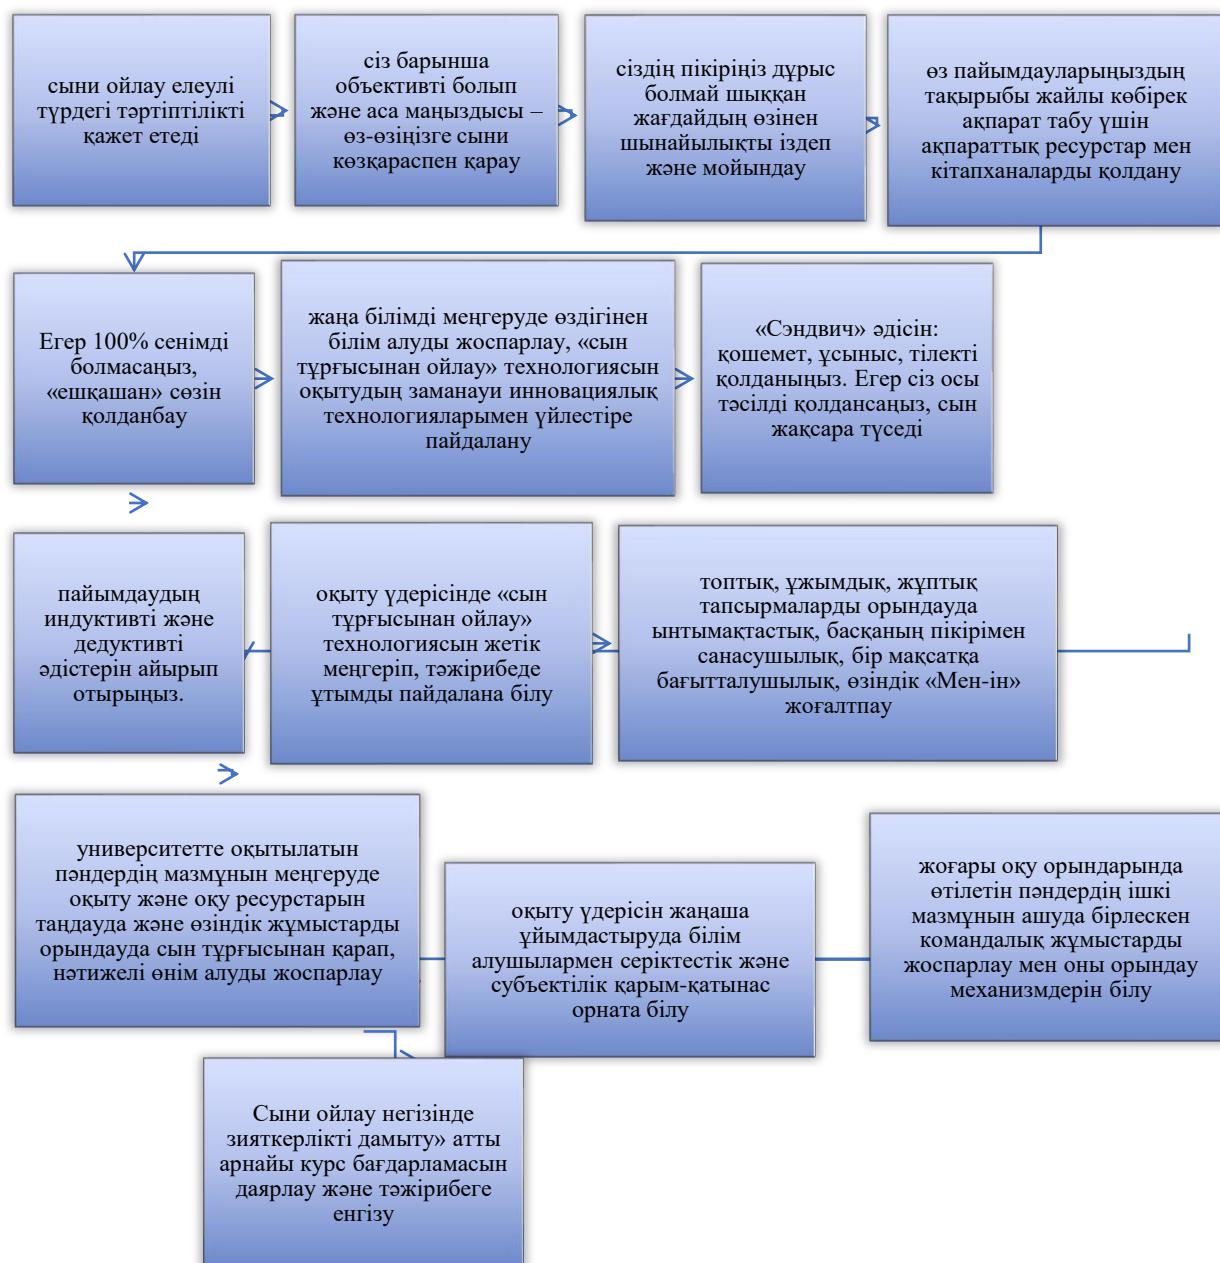 сыни ойлау елеулі
түрдегі тәртіптілікті
қажет етеді
сіз барынша
объективті болып
және аса маңыздысы –
өз-өзіңізге сыни
көзқараспен қарау
сіздің пікіріңіз дұрыс
болмай шыққан
жағдайдың өзінен
шынайылықты іздеп
және мойындау
өз пайымдауларыңыздың
тақырыбы жайлы көбірек
ақпарат табу үшін
ақпараттық ресурстар мен
кітапханаларды қолдану
Егер 100% сенімді
болмасаңыз,
«ешқашан» сөзін
қолданбау
жаңа білімді меңгеруде өздігінен
білім алуды жоспарлау, «сын
тұрғысынан ойлау» технологиясын
оқытудың заманауи инновациялық
технологияларымен үйлестіре
пайдалану
«Сэндвич» әдісін:
қошемет, ұсыныс, тілекті
қолданыңыз. Егер сіз осы
тәсілді қолдансаңыз, сын
жақсара түседі
пайымдаудың
индуктивті және
дедуктивті
әдістерін айырып
отырыңыз.
оқыту үдерісінде «сын
тұрғысынан ойлау»
технологиясын жетік
меңгеріп, тәжірибеде
ұтымды пайдалана білу
топтық, ұжымдық, жұптық
тапсырмаларды орындауда
ынтымақтастық, басқаның пікірімен
санасушылық, бір мақсатқа
бағытталушылық, өзіндік «Мен-ін»
жоғалтпау
университетте оқытылатын
пәндердің мазмұнын меңгеруде
оқыту және оқу ресурстарын
таңдауда және өзіндік жұмыстарды
орындауда сын тұрғысынан қарап,
нәтижелі өнім алуды жоспарлау
оқыту үдерісін жаңаша
ұйымдастыруда білім
алушылармен серіктестік және
субъектілік қарым-қатынас
орната білу
жоғары оқу орындарында
өтілетін пәндердің ішкі
мазмұнын ашуда бірлескен
командалық жұмыстарды
жоспарлау мен оны орындау
механизмдерін білу
Сыни ойлау негізінде
зияткерлікті дамыту» атты
арнайы курс бағдарламасын
даярлау және тәжірибеге
енгізу